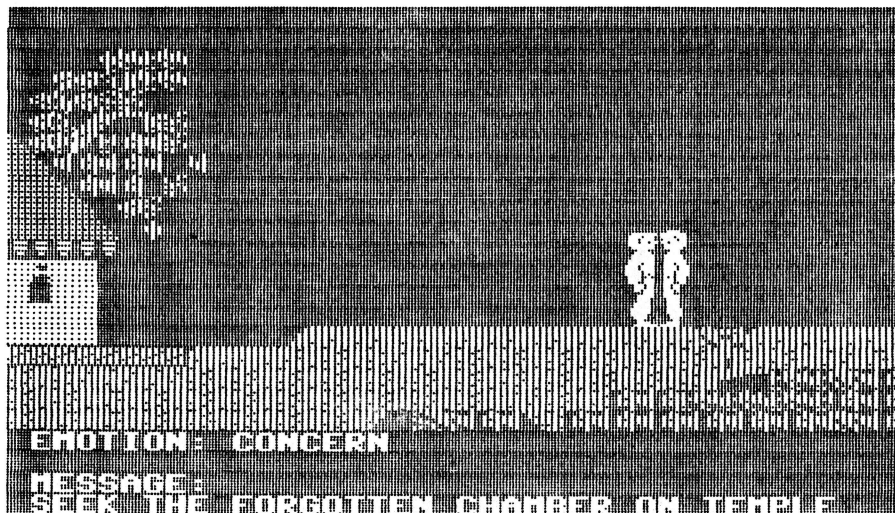 EMOTION: CONCERN
MESSAGE:
SEEK THE FORGOTTEN CHAMBER ON TEMPLE